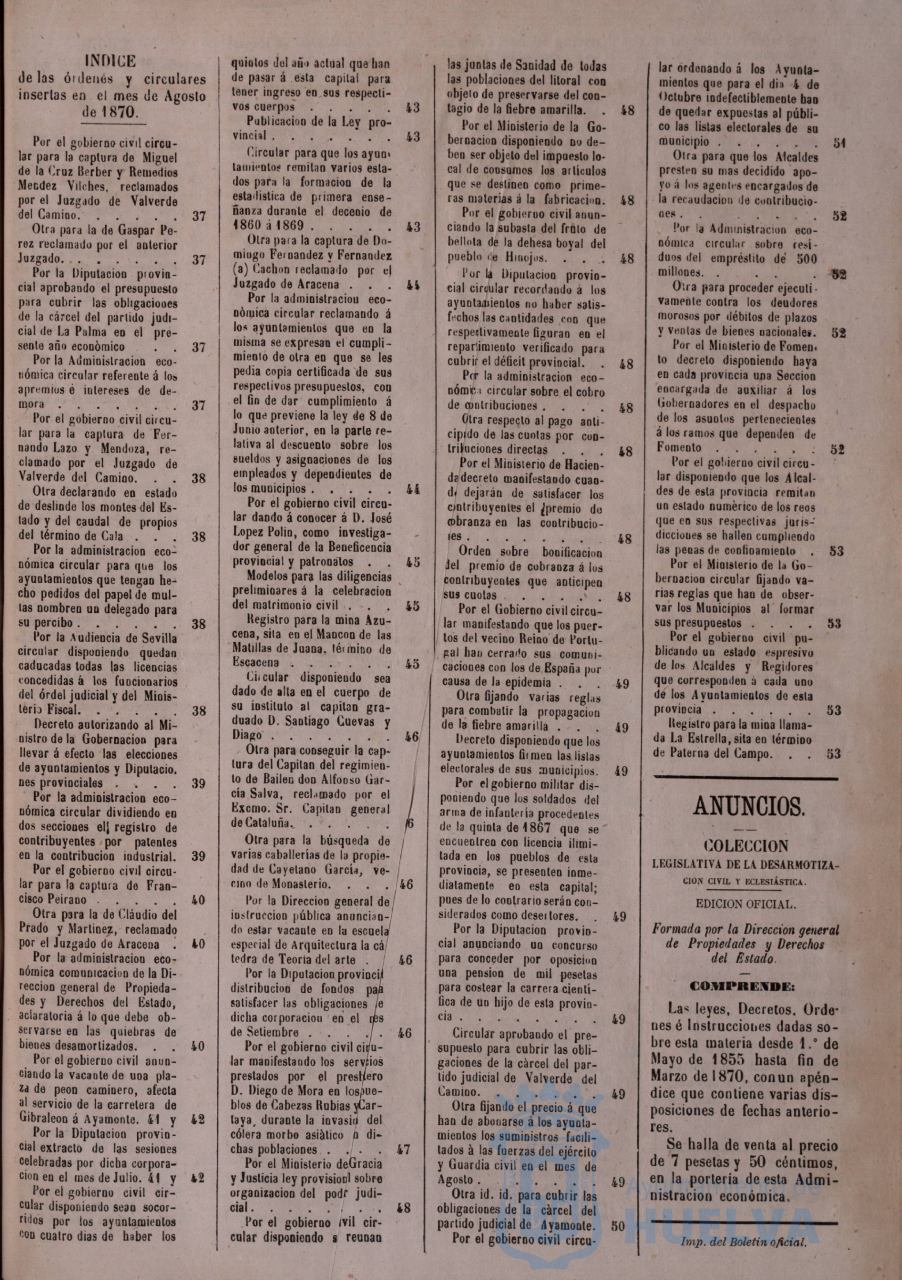 INDICE
de las órdenes y circulares
insertas en el mes de Agosto
de 1870.
Por el gobierno civil circu-
lar para la captura de Miguel
de la Cruz Berber y Remedios
Mendez Vilches, reclamados
por el Juzgado de Valverde
del Camino. . . . . . 37
Otra para la de Gaspar Pe-
rez reclamado por el anterior
Juzgado. . . . . . . 37
Por la Diputacion provin-
cial aprobando el presupuesto
para cubrir las obligaciones
de la cárcel del partido judi-
cial de La Palma en el pre-
sente año económico . . 37
Por la Administracion eco-
nómica circular referente á los
apremios é intereses de de-
mora . . . . . . . 37
Por el gobierno civil circu-
lar para la captura de Fer-
nando Lazo y Mendoza, re-
clamado por el Juzgado de
Valverde del Camino. . . 38
Otra declarando en estado
de deslinde los montes del Es-
tado y del caudal de propios
del término de Cala . . . 38
Por la administracion eco-
nómica circular para que los
ayuntamientos que tengan he-
cho pedidos del papel de mul-
tas nombren un delegado para
su percibo . . . . . . 38
Por la Audiencia de Sevilla
circular disponiendo quedan
caducadas todas las licencias
concedidas á los funcionarios
del órdel judicial y del Minis-
terio Fiscal. . . . . . 38
Decreto autorizando al Mi-
nistro de la Gobernacion para
llevar á efecto las elecciones
de ayuntamientos y Diputacio-
nes provinciales . . . . 39
Por la administracion eco-
nómica circular dividiendo en
dos secciones el registro de
contribuyentes por patentes
en la contribucion industrial. 39
Por el gobierno civil circu-
lar para la captura de Fran-
cisco Peirano . . . . . 40
Otra para la de Cláudio del
Prado y Martinez, reclamado
por el Juzgado de Aracena . 40
Por la administracion eco-
nómica comunicacion de la Di-
reccion general de Propieda-
des y Derechos del Estado,
aclaratoria á lo que debe ob-
servarse en las quiebras de
bienes desamortizados. . . 40
Por el gobierno civil anun-
ciando la vacante de una pla-
za de peon caminero, afecta
al servicio de la carretera de
Gibraleon á Ayamonte. 41 y 42
Por la Diputacion provin-
cial extracto de las sesiones
celebradas por dicha corpora-
cion en el mes de Julio. 41 y 42
Por el gobierno civil cir-
cular disponiendo sean socor-
ridos por los ayuntamientos
con cuatro dias de haber los
quintos del año actual que han
de pasar á esta capital para
tener ingreso en sus respecti-
vos cuerpos . . . . . 43
Publicacion de la Ley pro-
vincial . . . . . . . 43
Circular para que los ayun-
tamientos remitan varios esta-
dos para la formacion de la
estadistica de primera ense-
ñanza durante el decenio de
1860 á 1869 . . . . . 43
Otra para la captura de Do-
mingo Fernandez y Fernandez
(a) Cachon reclamado por el
Juzgado de Aracena . . . 44
Por la administracion eco-
nómica circular reclamando á
los ayuntamientos que en la
misma se expresan el cumpli-
miento de otra en que se les
pedia copia certificada de sus
respectivos presupuestos, con
el fin de dar cumplimiento á
lo que previene la ley de 8 de
Junio anterior, en la parte re-
lativa al descuento sobre los
sueldos y asignaciones de los
empleados y dependientes de
los municipios . . . . . 44
Por el gobierno civil circu-
lar dando á conocer á D. José
Lopez Polin, como investiga-
dor general de la Beneficencia
provincial y patronatos . . 45
Modelos para las diligencias
preliminares á la celebracion
del matrimonio civil . . . 45
Registro para la mina Azu-
cena, sita en el Mancon de las
Matillas de Juana, término de
Escacena . . . . . . 45
Circular disponiendo sea
dado de alta en el cuerpo de
su instituto al capitan gra-
duado D. Santiago Cuevas y
Diago . . . . . . . 46
Otra para conseguir la cap-
tura del Capitan del regimien-
to de Bailen don Alfonso Gar-
cía Salva, reclamado por el
Excmo. Sr. Capitan general
de Cataluña. . . . . . 6
Otra para la búsqueda de
varias caballerias de la propie-
dad de Cayetano García, ve-
cino de Monasterio. . . . 46
Por la Direccion general de
instruccion pública anuncian-
do estar vacante en la escuela
especial de Arquitectura la cá
tedra de Teoria del arte . . 46
Por la Diputacion provincil
distribucion de fondos paa
satisfacer las obligaciones e
dicha corporacion en el es
de Setiembre . . . . . 46
Por el gobierno civil circu-
lar manifestando los servcios
prestados por el prestero
D. Diego de Mora en los pue-
blos de Cabezas Rubias y Car-
taya, durante la invasin del
cólera morbo asiàtico n di-
chas poblaciones . . . . 47
Por el Ministerio de Gracia
y Justicia ley provisionl sobre
organizacion del podr judi-
cial. . . . . . . . 48
Por el gobierno ivil cir-
cular disponiendo s reunan
las juntas de Sanidad de todas
las poblaciones del litoral con
objeto de preservarse del con-
tagio de la fiebre amarilla. . 48
Por el Ministerio de la Go-
bernacion disponiendo no de-
ben ser objeto del impuesto lo-
cal de consumos los artículos
que se destinen como prime-
ras materias á la fabricacion. 48
Por el gobierno civil anun-
ciando la subasta del fruto de
bellota de la dehesa boyal del
pueblo de Hinojos. . . . 48
Por la Diputacion provin-
cial circular recordando á los
ayuntamientos no haber satis-
fechos las cantidades con que
respectivamente figuran en el
repartimiento verificado para
cubrir el déficit provincial. . 48
Por la administracion eco-
nómica circular sobre el cobro
de contribuciones . . . . 48
Otra respecto al pago anti-
cipido de las cuotas por con-
tribuciones directas . . . 48
Por el Ministerio de Hacien-
da decreto manifestando cuan-
do dejarán de satisfacer los
contribuyentes el premio de
cobranza en las contribucio-
nes . . . . . . . . 48
Orden sobre bonificacion
del premio de cobranza á los
contribuyentes que anticipen
sus cuotas . . . . . . 48
Por el Gobierno civil circu-
lar manifestando que los puer-
tos del vecino Reino de Portu-
gal han cerrado sus comuni-
caciones con los de España por
causa de la epidemia . . . 49
Otra fijando varias reglas
para combatir la propagacion
de la fiebre amarilla . . . 49
Decreto disponiendo que los
ayuntamientos firmen las listas
electorales de sus municipios. 49
Por el gobierno militar dis-
poniendo que los soldados del
arma de infanteria procedentes
de la quinta de 1867 que se
encuentren con licencia ilimi-
tada en los pueblos de esta
provincia, se presenten inme-
diatamente en esta capital;
pues de lo contrario serán con-
siderados como desertores. . 49
Por la Diputacion provin-
cial anunciando un concurso
para conceder por oposicion
una pension de mil pesetas
para costear la carrera cienti-
fica de un hijo de esta provin-
cia . . . . . . . . 49
Circular aprobando el pre-
supuesto para cubrir las obli-
gaciones de la càrcel del par-
tido judicial de Valverde del
Camino. . . . . . . 49
Otra fijando el precio á que
han de abonarse á los ayunta-
mientos los suministros facili-
tados à las fuerzas del ejército
y Guardia civil en el mes de
Agosto . . . . . . . 49
Otra id. id. para cubrir las
obligaciones de la càrcel del
partido judicial de Ayamonte. 50
Por el gobierno civil circu-
lar ordenando á los Ayunta-
mientos que para el dia 4 de
Octubre indefectiblemente han
de quedar expuestas al públi-
co las listas electorales de su
municipio . . . . . . 51
Otra para que los Alcaldes
presten su mas decidido apo-
yo á los agentes encargados de
la recaudacion de contribucio-
nes . . . . . . . . 52
Por la Administracion eco-
nómica circular sobre resi-
duos del empréstito de 500
millones. . . . . . . 52
Otra para proceder ejecuti-
vamente contra los deudores
morosos por débitos de plazos
y ventas de bienes nacionales. 52
Por el Ministerio de Fomen-
to decreto disponiendo haya
en cada provincia una Seccion
encargada de auxiliar á los
Gobernadores en el despacho
de los asuntos pertenecientes
á los ramos que dependen de
Fomento . . . . . . 52
Por el gobierno civil circu-
lar disponiendo que los Alcal-
des de esta provincia remitan
un estado numèrico de los reos
que en sus respectivas juris-
dicciones se hallen cumpliendo
las penas de confinamiento . 53
Por el Ministerio de la Go-
bernacion circular fijando va-
rias reglas que han de obser-
var los Municipios al formar
sus presupuestos . . . . 53
Por el gobierno civil pu-
blicando un estado espresivo
de los Alcaldes y Regidores
que corresponden á cada uno
de los Ayuntamientos de esta
provincia . . . . . . 53
Registro para la mina llama-
da La Estrella, sita en término
de Paterna del Campo. . . 53
ANUNCIOS.
COLECCION
LEGISLATIVA DE LA DESARMOTIZA-
CION CIVIL Y ECLESIÁSTICA.
EDICION OFICIAL.
Formada por la Direccion general
de Propiedades y Derechos
del Estado.
COMPRENDE:
Las leyes, Decretos, Orde-
nes é Instrucciones dadas so-
bre esta materia desde 1.º de
Mayo de 1855 hasta fin de
Marzo de 1870, con un apén-
dice que contiene varias dis-
posiciones de fechas anterio-
res.
Se halla de venta al precio
de 7 pesetas y 50 céntimos,
en la porteria de esta Admi-
nistracion económica.
HUELVA
Imp. del Boletin oficial.